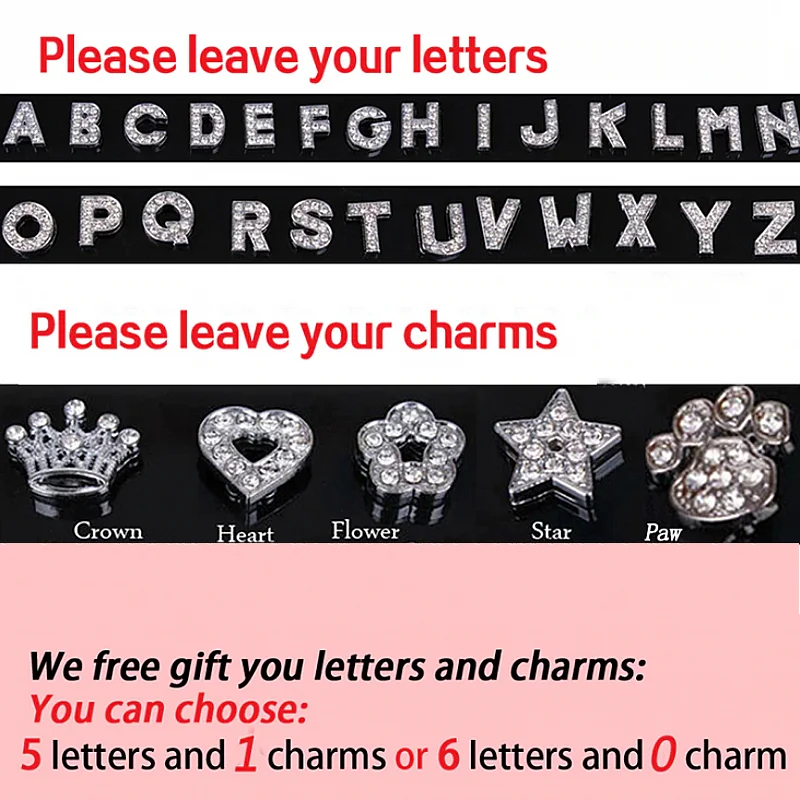 Please leave your letters
A B C D E F G H I J K L M N
O P Q R S T U V W X Y Z
Please leave your charms
Crown Heart Flower Star Paw
We free gift you letters and charms:
You can choose:
5 letters and 1 charms or 6 letters and 0 charm